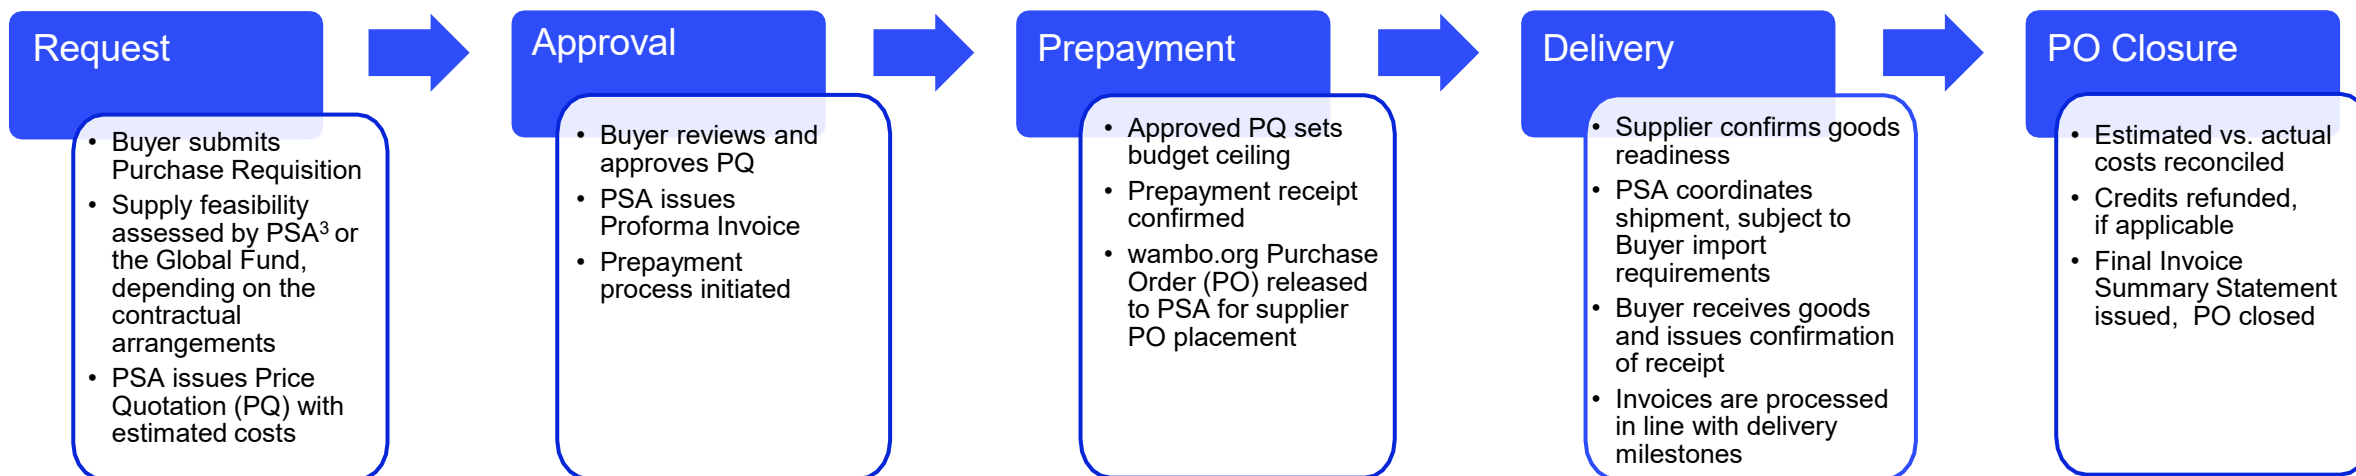 Request
• Buyer submits
Purchase Requisition
• Supply feasibility
assessed by PSA³ or
the Global Fund,
depending on the
contractual
arrangements
• PSA issues Price
Quotation (PQ) with
estimated costs
Approval
• Buyer reviews and
approves PQ
• PSA issues
Proforma Invoice
• Prepayment
process initiated
Prepayment
• Approved PQ sets
budget ceiling
• Prepayment receipt
confirmed
• wambo.org Purchase
Order (PO) released
to PSA for supplier
PO placement
Delivery
• Supplier confirms goods
readiness
• PSA coordinates
shipment, subject to
Buyer import
requirements
• Buyer receives goods
and issues confirmation
of receipt
• Invoices are processed
in line with delivery
milestones
PO Closure
• Estimated vs. actual
costs reconciled
• Credits refunded,
if applicable
• Final Invoice
Summary Statement
issued, PO closed